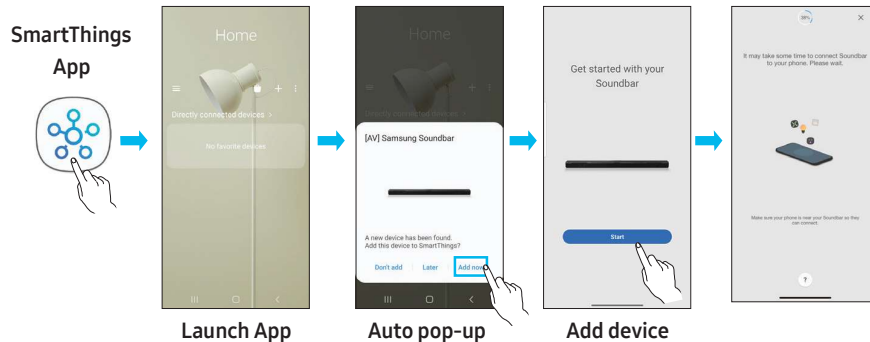 SmartThings
App
Home
Directly connected devices >
No favorite devices
Launch App
Home
Directly connected devices >
[AV] Samsung Soundbar
A new device has been found.
Add this device to SmartThings?
Don't add
Later
Add now
Auto pop-up
Get started with your
Soundbar
Start
Add device
It may take some time to connect Soundbar
to your phone. Please wait.
Make sure your phone is near your Soundbar so they
can connect.
?